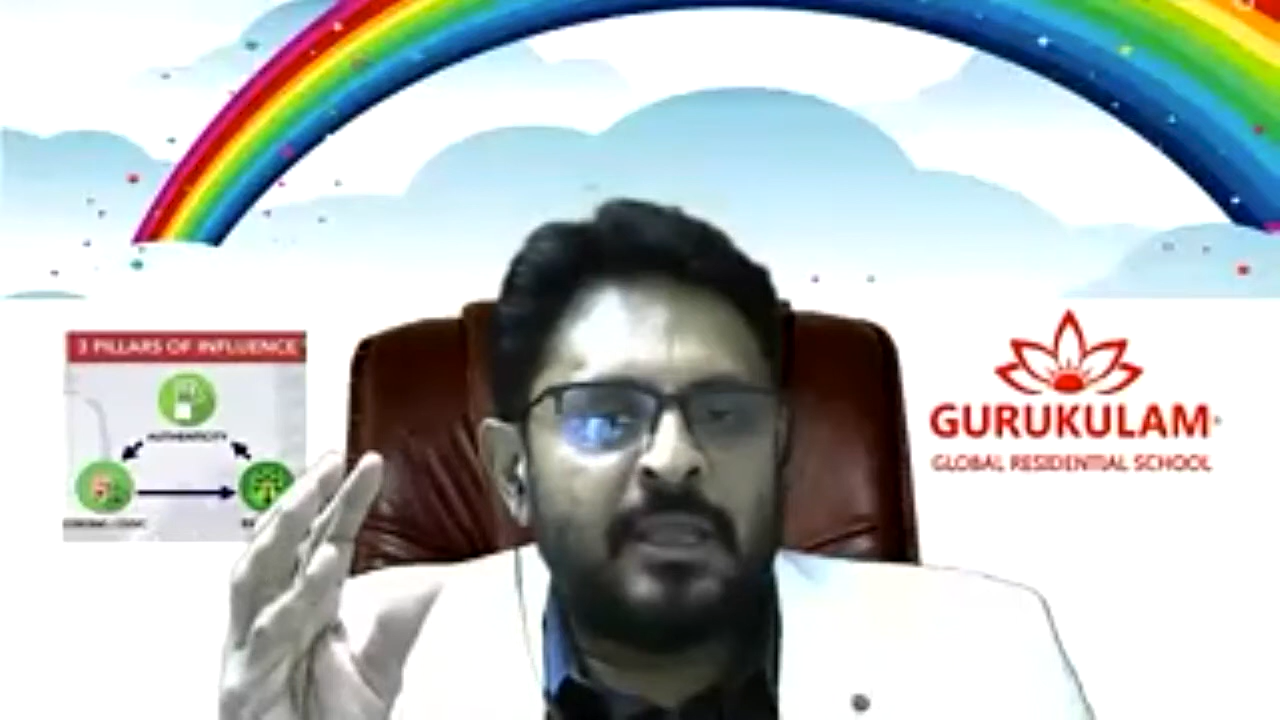 3 PILLARS OF INFLUENCE
AUTHENTICITY
GURUKULAM
GLOBAL RESIDENTIAL SCHOOL